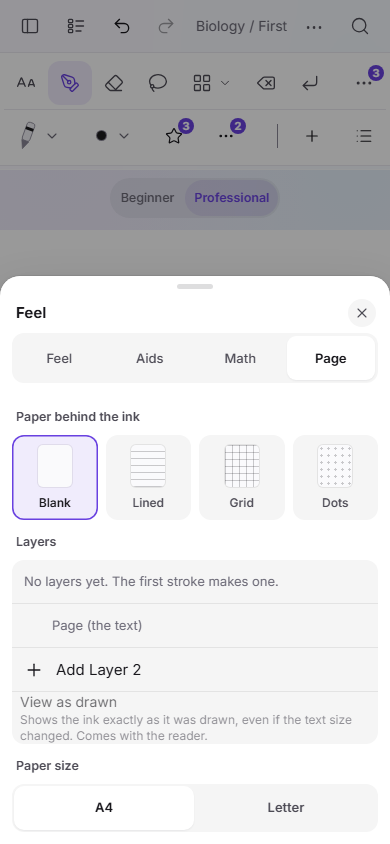 Biology / First
AA
3
3
2
Beginner
Professional
Feel
Feel
Aids
Math
Page
Paper behind the ink
Blank
Lined
Grid
Dots
Layers
No layers yet. The first stroke makes one.
Page (the text)
Add Layer 2
View as drawn
Shows the ink exactly as it was drawn, even if the text size
changed. Comes with the reader.
Paper size
A4
Letter